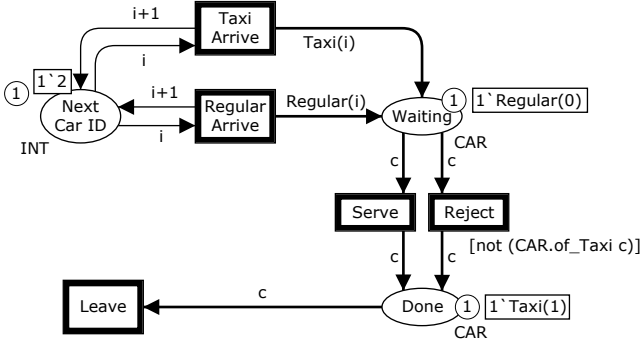 i+1
Taxi
Arrive
Taxi(i)
i
1
1`2
i+1
Next
Car ID
Regular
Arrive
Regular(i)
Waiting
1
1`Regular(0)
i
INT
CAR
c
c
Serve
Reject
[not (CAR.of_Taxi c)]
c
c
Leave
c
Done
1
1`Taxi(1)
CAR